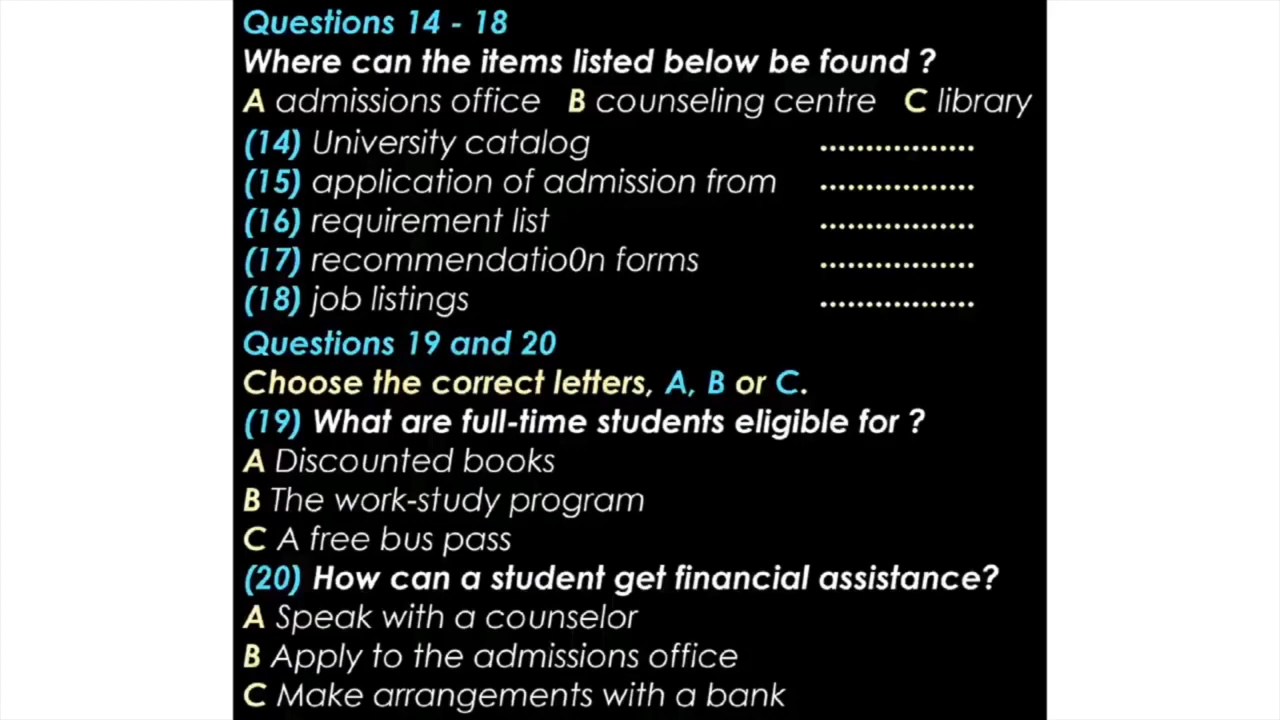 Questions 14 - 18
Where can the items listed below be found ?
A admissions office B counseling centre C library
(14) University catalog .................
(15) application of admission from .................
(16) requirement list .................
(17) recommendatio0n forms .................
(18) job listings .................
Questions 19 and 20
Choose the correct letters, A, B or C.
(19) What are full-time students eligible for ?
A Discounted books
B The work-study program
C A free bus pass
(20) How can a student get financial assistance?
A Speak with a counselor
B Apply to the admissions office
C Make arrangements with a bank